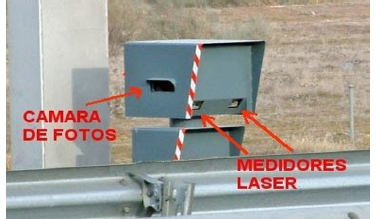 CAMARA
DE FOTOS
MEDIDORES
LASER